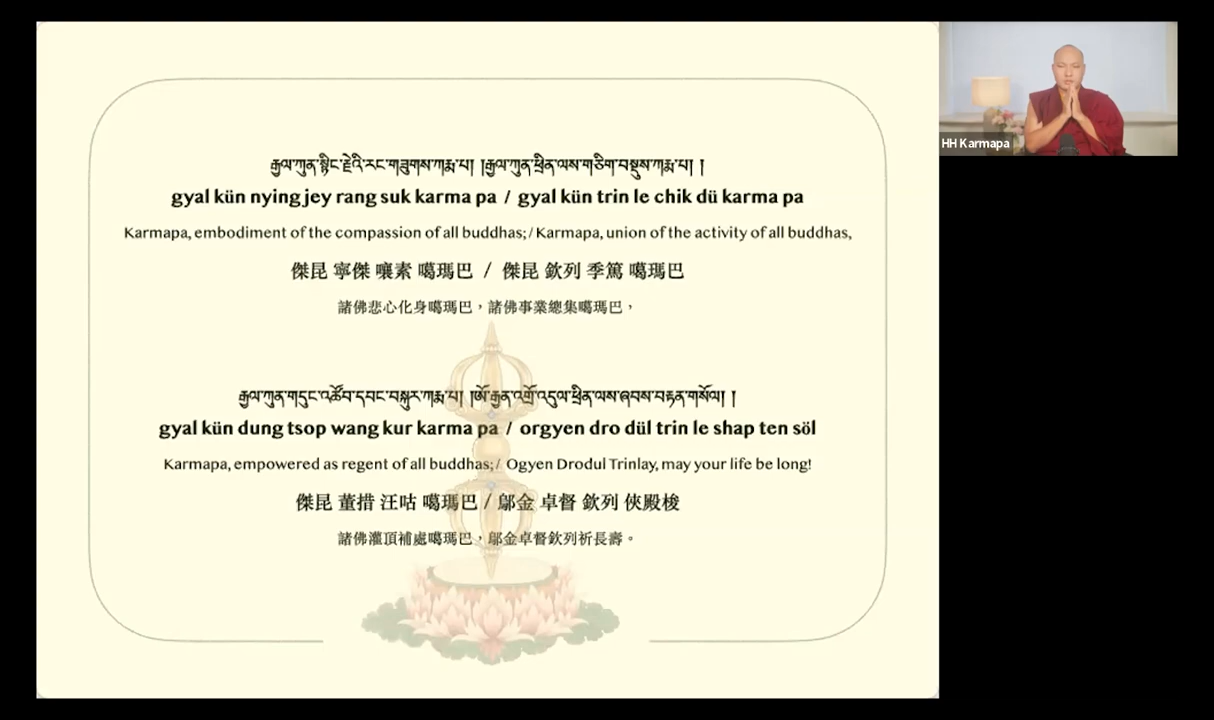 རྒྱལ་ཀུན་སྙིང་རྗེའི་རང་གཟུགས་ཀརྨ་པ། །རྒྱལ་ཀུན་ཕྲིན་ལས་གཅིག་བསྡུས་ཀརྨ་པ། །
gyal kün nying jey rang suk karma pa / gyal kün trin le chik dü karma pa
Karmapa, embodiment of the compassion of all buddhas; / Karmapa, union of the activity of all buddhas,
傑昆 寧傑 嚷素 噶瑪巴 / 傑昆 欽列 季篤 噶瑪巴
諸佛悲心化身噶瑪巴，諸佛事業總集噶瑪巴，
རྒྱལ་ཀུན་གདུང་འཚོབ་དབང་བསྐུར་ཀརྨ་པ། །ཨོ་རྒྱན་འགྲོ་འདུལ་ཕྲིན་ལས་ཞབས་བརྟན་གསོལ། །
gyal kün dung tsop wang kur karma pa / orgyen dro dül trin le shap ten söl
Karmapa, empowered as regent of all buddhas; / Ogyen Drodul Trinlay, may your life be long!
傑昆 董措 汪咕 噶瑪巴 / 鄔金 卓督 欽列 俠殿梭
諸佛灌頂補處噶瑪巴，鄔金卓督欽列祈長壽。
HH Karmapa